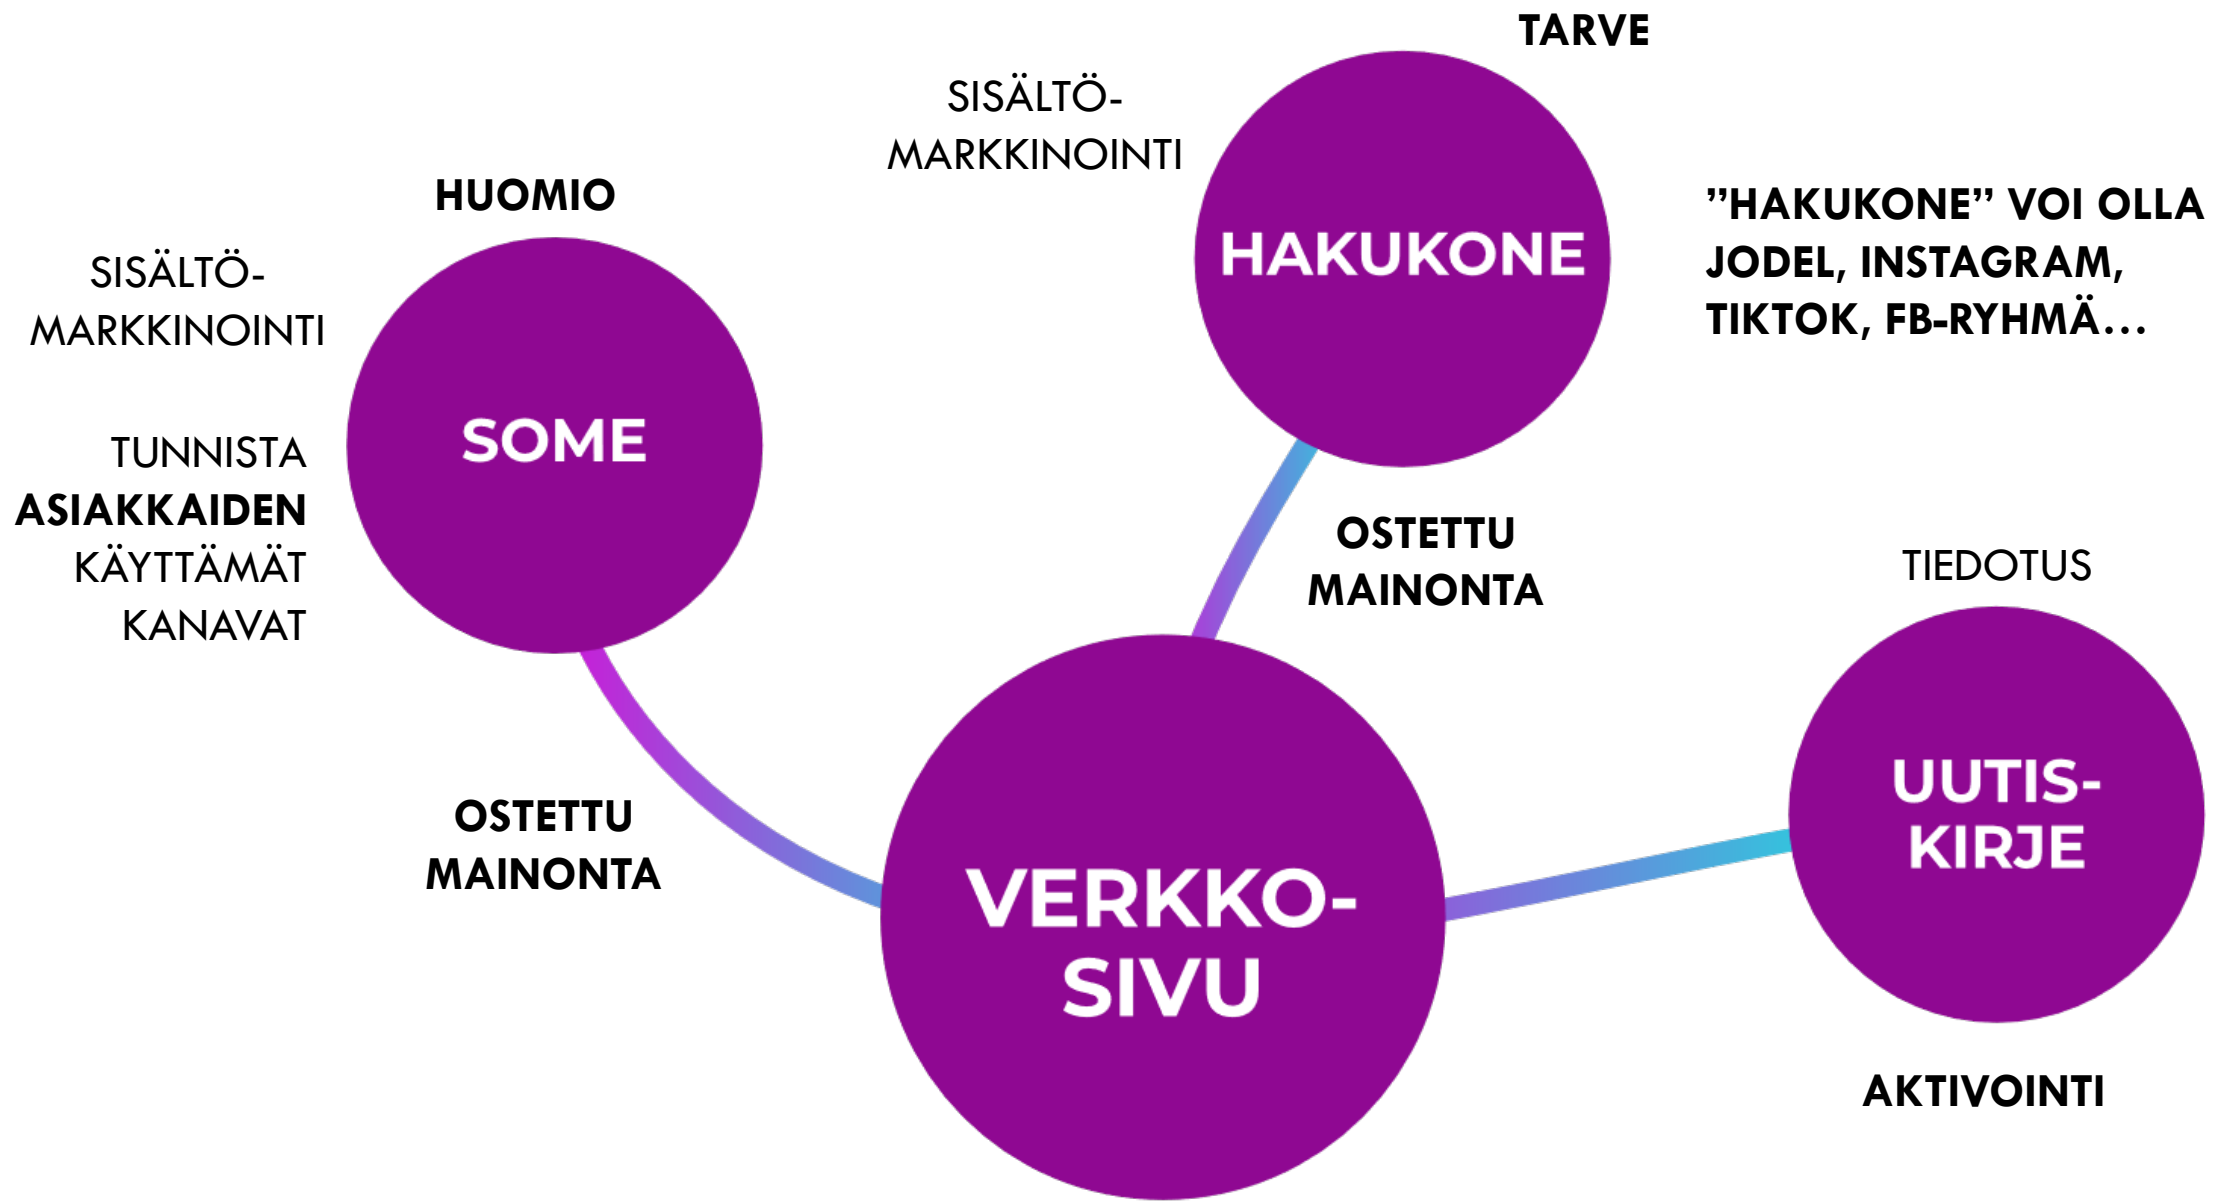 HUOMIO
SISÄLTÖ-
MARKKINOINTI
TUNNISTA
ASIAKKAIDEN
KÄYTTÄMÄT
KANAVAT
SOME
OSTETTU
MAINONTA
TARVE
SISÄLTÖ-
MARKKINOINTI
HAKUKONE
”HAKUKONE” VOI OLLA
JODEL, INSTAGRAM,
TIKTOK, FB-RYHMÄ...
OSTETTU
MAINONTA
VERKKO-
SIVU
TIEDOTUS
UUTIS-
KIRJE
AKTIVOINTI